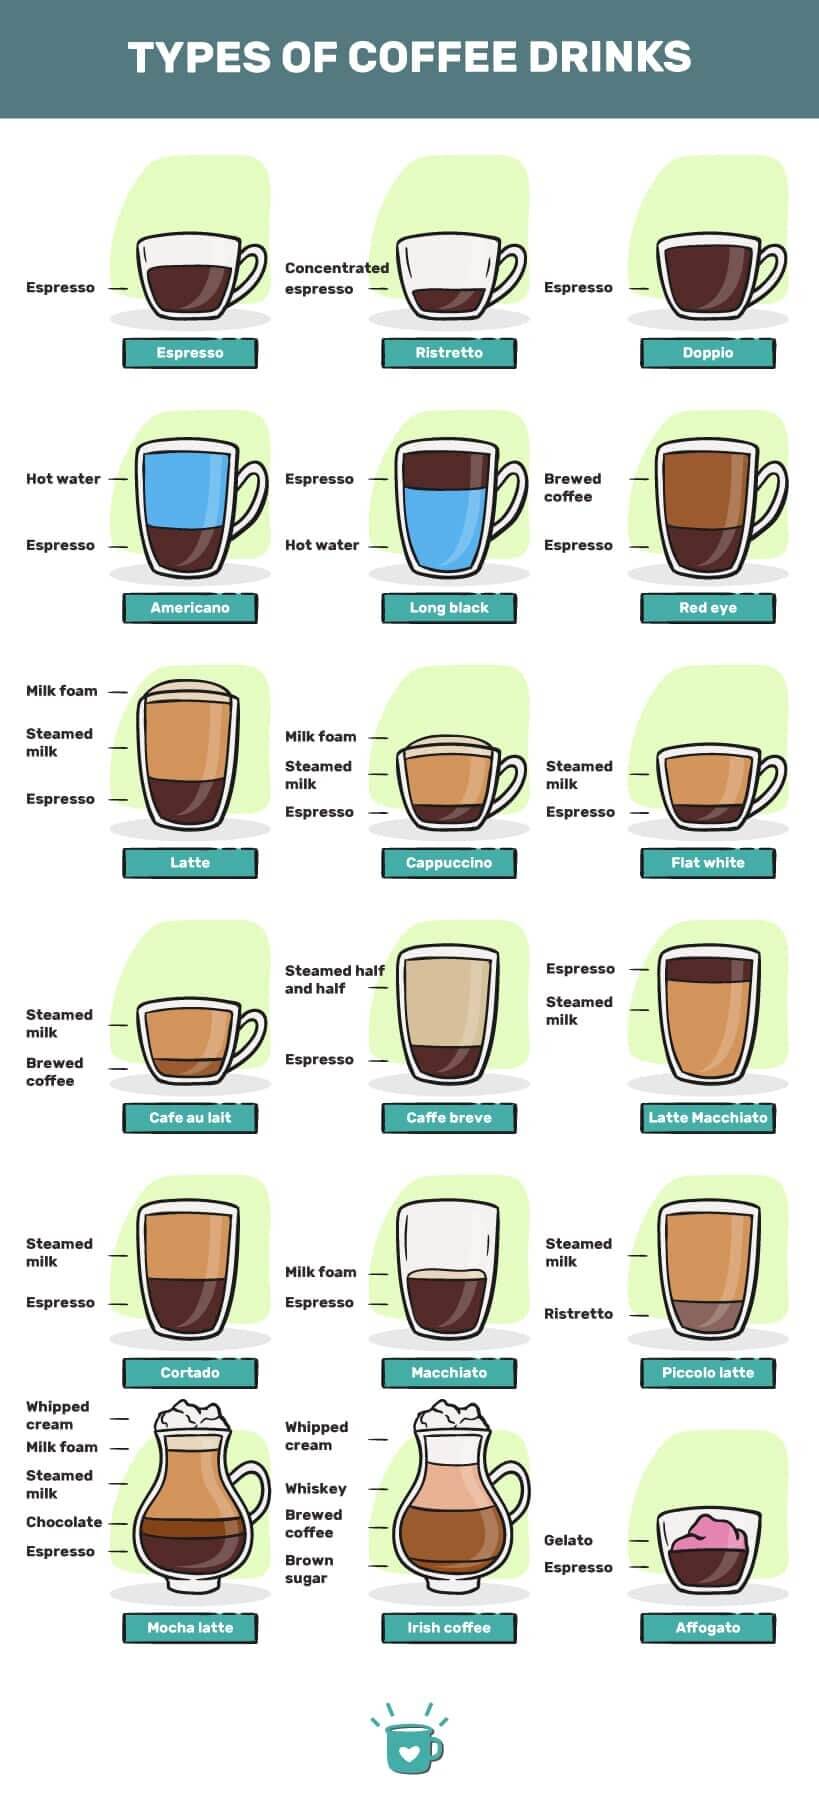 TYPES OF COFFEE DRINKS
Espresso
Espresso
Concentrated
espresso
Ristretto
Espresso
Doppio
Hot water
Espresso
Americano
Espresso
Hot water
Long black
Brewed
coffee
Espresso
Red eye
Milk foam
Steamed
milk
Espresso
Latte
Milk foam
Steamed
milk
Espresso
Cappuccino
Steamed
milk
Espresso
Flat white
Steamed
milk
Brewed
coffee
Cafe au lait
Steamed half
and half
Espresso
Caffe breve
Espresso
Steamed
milk
Latte Macchiato
Steamed
milk
Espresso
Cortado
Milk foam
Espresso
Macchiato
Steamed
milk
Ristretto
Piccolo latte
Whipped
cream
Milk foam
Steamed
milk
Chocolate
Espresso
Mocha latte
Whipped
cream
Whiskey
Brewed
coffee
Brown
sugar
Irish coffee
Gelato
Espresso
Affogato